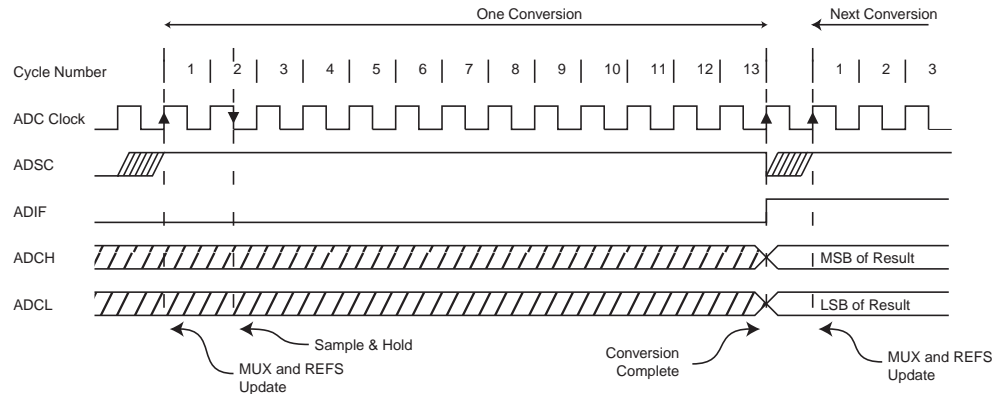 One Conversion
Next Conversion
Cycle Number
1 2 3 4 5 6 7 8 9 10 11 12 13 1 2 3
ADC Clock
ADSC
ADIF
ADCH
MSB of Result
ADCL
LSB of Result
Sample & Hold
MUX and REFS
Update
Conversion
Complete
MUX and REFS
Update